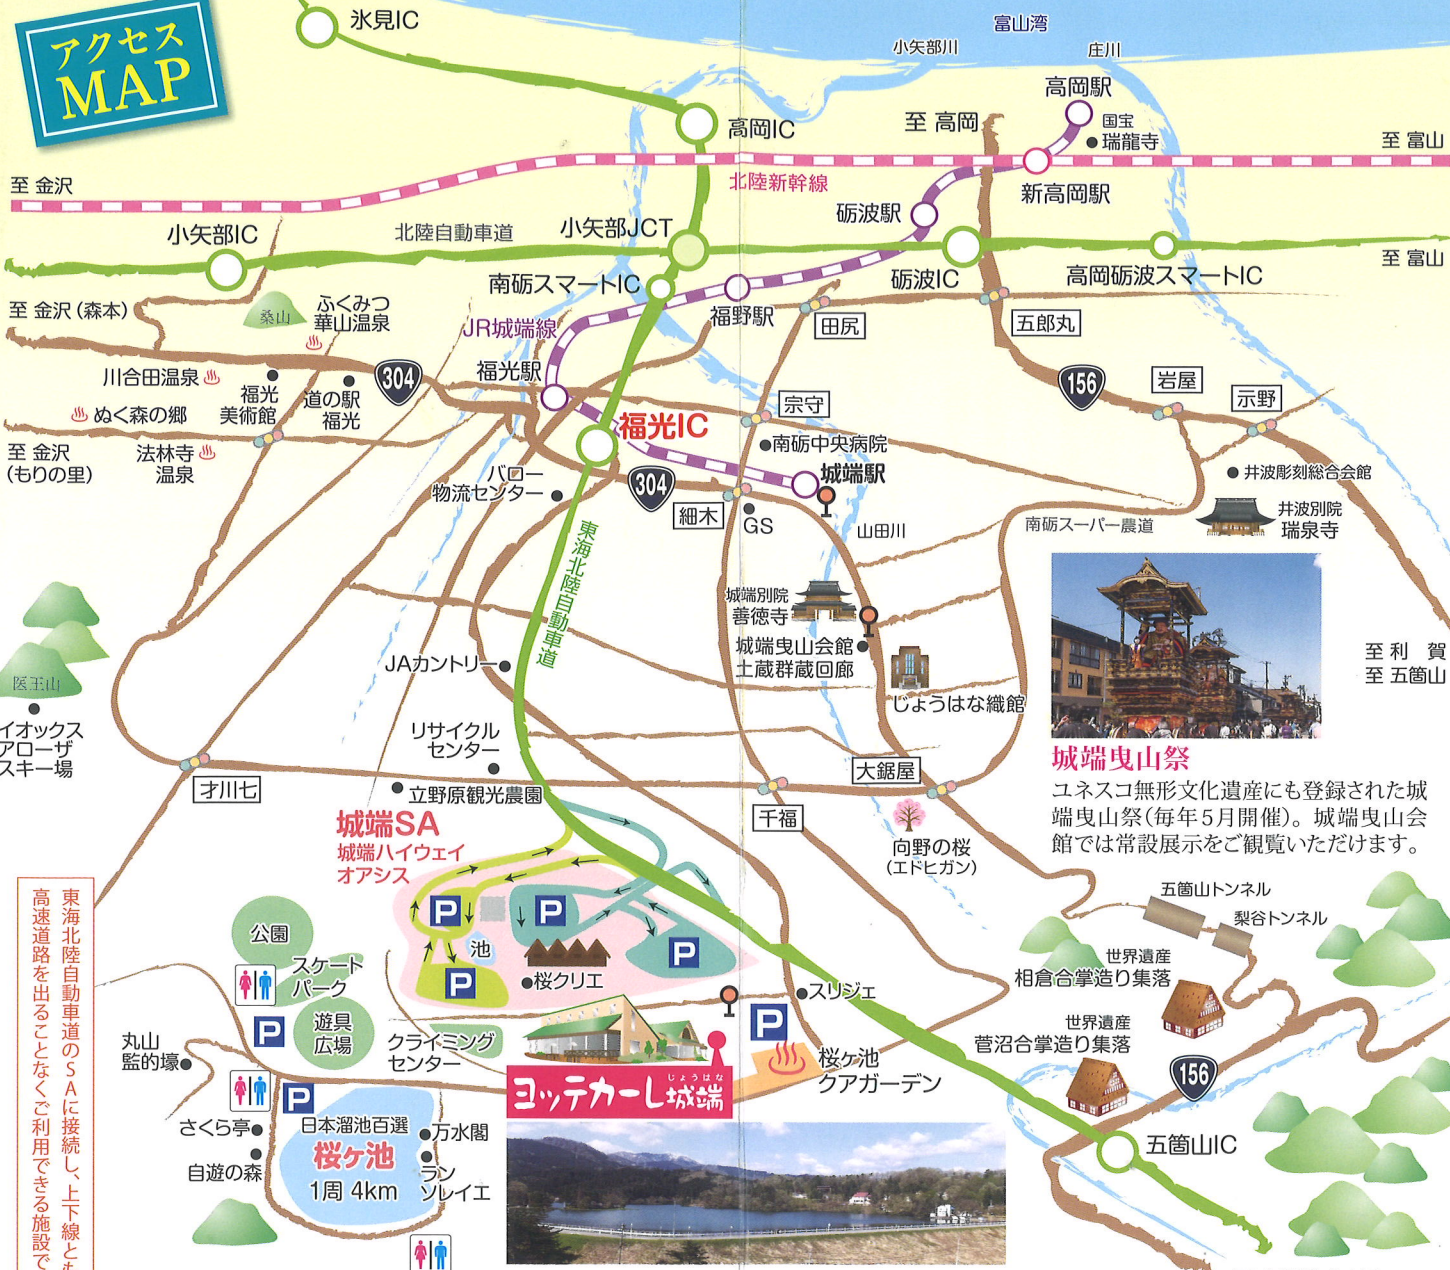 アクセス
MAP
氷見IC
富山湾
小矢部川
庄川
高岡駅
国宝
瑞龍寺
高岡IC
至 高岡
至 富山
至 金沢
北陸新幹線
新高岡駅
砺波駅
小矢部IC
北陸自動車道
小矢部JCT
南砺スマートIC
砺波IC
高岡砺波スマートIC
至 富山
至 金沢(森本)
桑山
ふくみつ
華山温泉
JR城端線
福野駅
田尻
五郎丸
川合田温泉
福光
美術館
道の駅
福光
304
福光駅
156
岩屋
示野
ぬく森の郷
宗守
福光IC
至 金沢
(もりの里)
法林寺
温泉
南砺中央病院
城端駅
井波彫刻総合会館
バロー
物流センター
304
細木
GS
山田川
南砺スーパー農道
井波別院
瑞泉寺
東海北陸自動車道
城端別院
善徳寺
城端曳山会館
土蔵群蔵回廊
じょうはな織館
至 利 賀
至 五箇山
医王山
イオックス
アローザ
スキー場
JAカントリー
リサイクル
センター
立野原観光農園
才川七
大鋸屋
千福
城端曳山祭
ユネスコ無形文化遺産にも登録された城
端曳山祭(毎年5月開催)。城端曳山会
館では常設展示をご観覧いただけます。
城端SA
城端ハイウェイ
オアシス
向野の桜
(エドヒガン)
P
P
P
P
池
桜クリエ
五箇山トンネル
梨谷トンネル
世界遺産
相倉合掌造り集落
世界遺産
菅沼合掌造り集落
156
五箇山IC
東海北陸自動車道のSAに接続し、上下線とも
高速道路を出ることなくご利用できる施設で
公園
スケート
パーク
P
遊具
広場
クライミング
センター
丸山
監的壕
P
スリジェ
P
桜ヶ池
クアガーデン
じょうはな
ヨッテカーレ城端
さくら亭
自遊の森
日本溜池百選
桜ヶ池
1周 4km
万水閣
ラン
ソレイエ